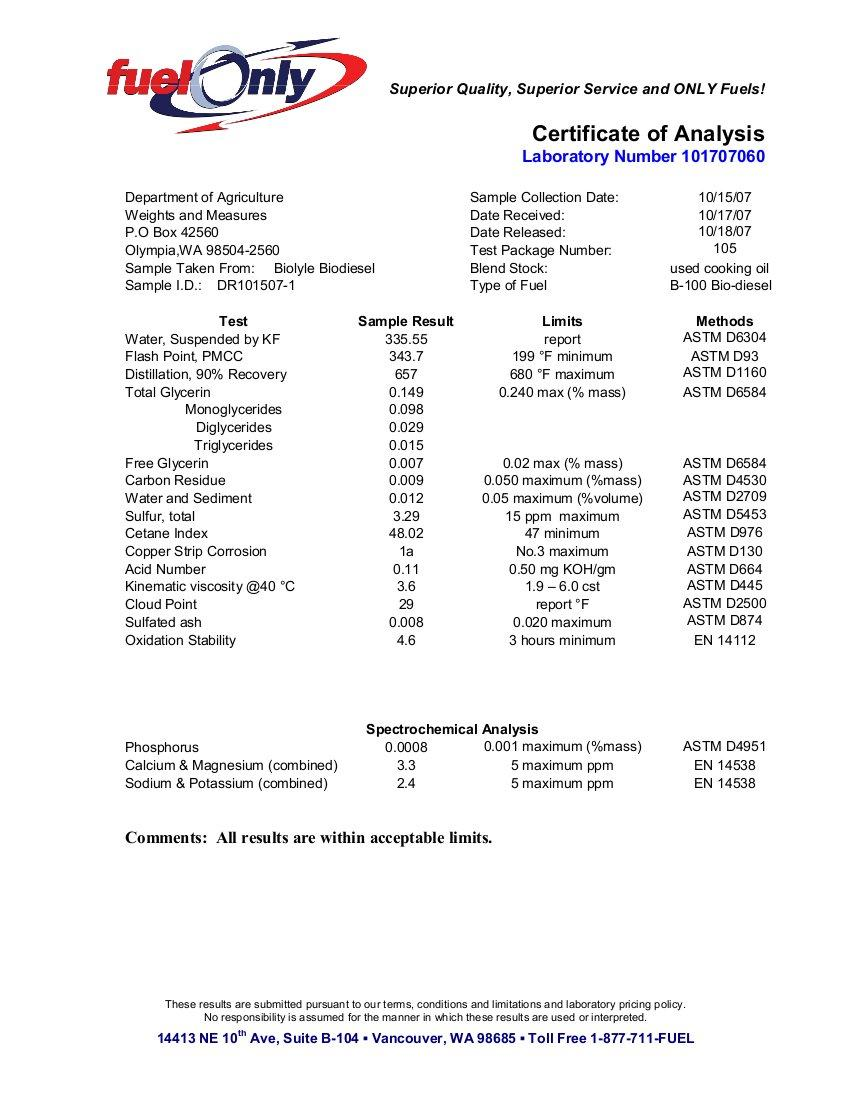 fuelOnly
Superior Quality, Superior Service and ONLY Fuels!
Certificate of Analysis
Laboratory Number 101707060
Department of Agriculture Sample Collection Date: 10/15/07
Weights and Measures Date Received: 10/17/07
P.O Box 42560 Date Released: 10/18/07
Olympia,WA 98504-2560 Test Package Number: 105
Sample Taken From: Biolyle Biodiesel Blend Stock: used cooking oil
Sample I.D.: DR101507-1 Type of Fuel B-100 Bio-diesel
Test Sample Result Limits Methods
Water, Suspended by KF 335.55 report ASTM D6304
Flash Point, PMCC 343.7 199 °F minimum ASTM D93
Distillation, 90% Recovery 657 680 °F maximum ASTM D1160
Total Glycerin 0.149 0.240 max (% mass) ASTM D6584
Monoglycerides 0.098
Diglycerides 0.029
Triglycerides 0.015
Free Glycerin 0.007 0.02 max (% mass) ASTM D6584
Carbon Residue 0.009 0.050 maximum (%mass) ASTM D4530
Water and Sediment 0.012 0.05 maximum (%volume) ASTM D2709
Sulfur, total 3.29 15 ppm maximum ASTM D5453
Cetane Index 48.02 47 minimum ASTM D976
Copper Strip Corrosion 1a No.3 maximum ASTM D130
Acid Number 0.11 0.50 mg KOH/gm ASTM D664
Kinematic viscosity @40 °C 3.6 1.9 – 6.0 cst ASTM D445
Cloud Point 29 report °F ASTM D2500
Sulfated ash 0.008 0.020 maximum ASTM D874
Oxidation Stability 4.6 3 hours minimum EN 14112
Spectrochemical Analysis
Phosphorus 0.0008 0.001 maximum (%mass) ASTM D4951
Calcium & Magnesium (combined) 3.3 5 maximum ppm EN 14538
Sodium & Potassium (combined) 2.4 5 maximum ppm EN 14538
Comments: All results are within acceptable limits.
These results are submitted pursuant to our terms, conditions and limitations and laboratory pricing policy.
No responsibility is assumed for the manner in which these results are used or interpreted.
14413 NE 10th Ave, Suite B-104 ▪ Vancouver, WA 98685 ▪ Toll Free 1-877-711-FUEL